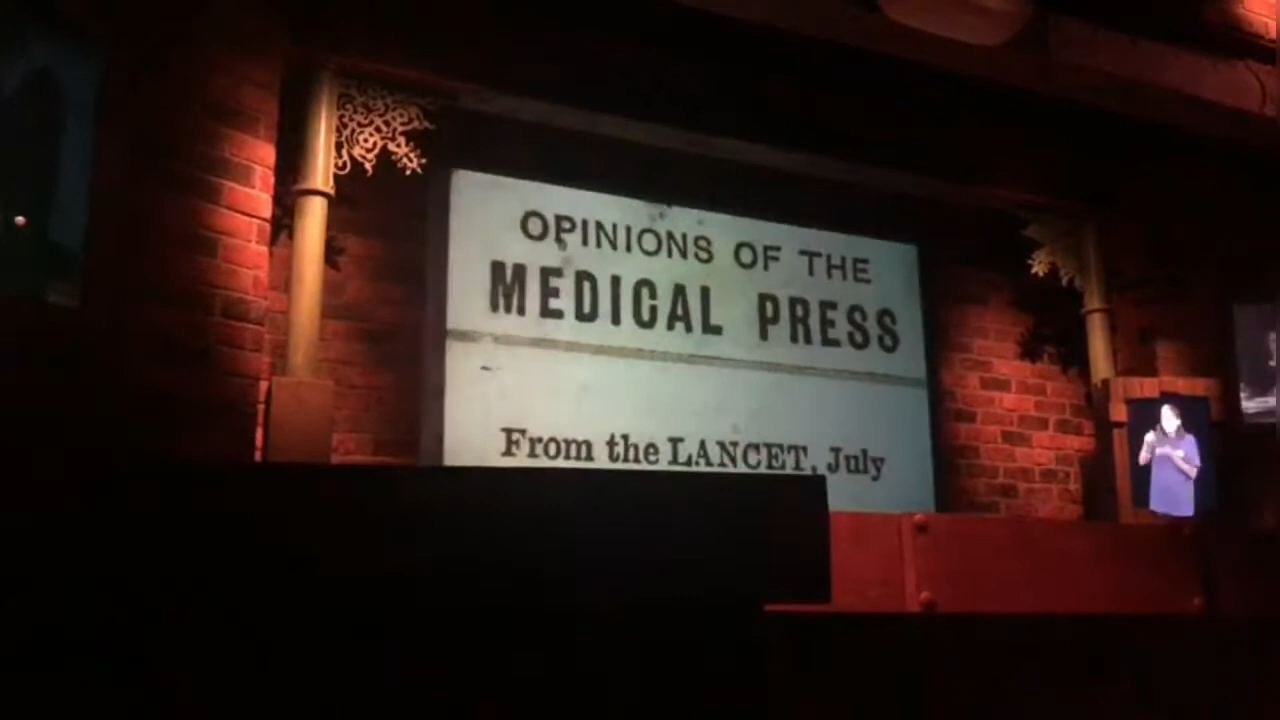 OPINIONS OF THE
MEDICAL PRESS
From the LANCET, July